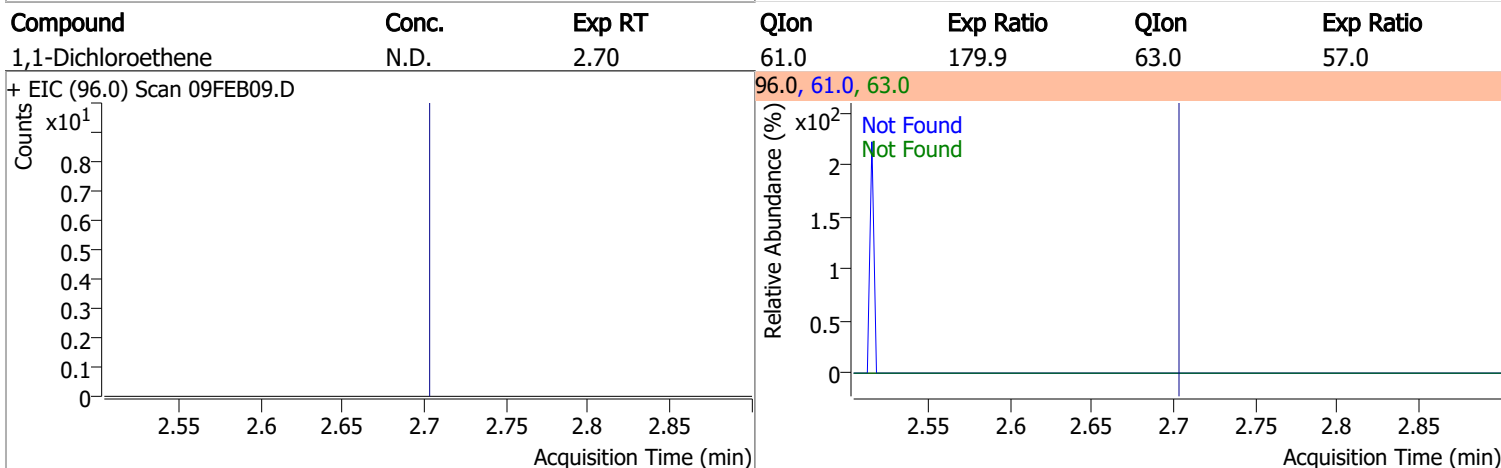 Compound Conc. Exp RT QIon Exp Ratio QIon Exp Ratio
1,1-Dichloroethene N.D. 2.70 61.0 179.9 63.0 57.0
+ EIC (96.0) Scan 09FEB09.D
Counts
x10¹
0.8
0.7
0.6
0.5
0.4
0.3
0.2
0.1
0
2.55 2.6 2.65 2.7 2.75 2.8 2.85
Acquisition Time (min)
96.0, 61.0, 63.0
Relative Abundance (%)
x10²
Not Found
Not Found
2
1.5
1
0.5
0
2.55 2.6 2.65 2.7 2.75 2.8 2.85
Acquisition Time (min)